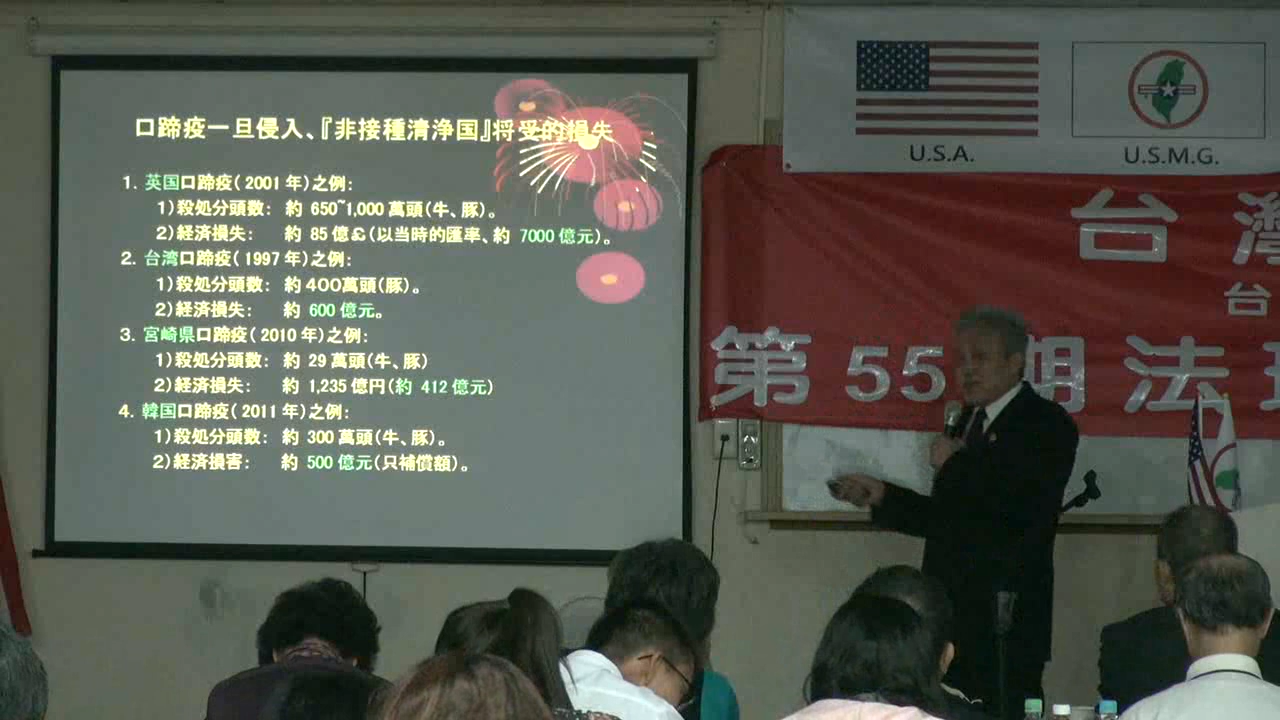 口蹄疫一旦侵入、『非接種清浄国』将受的損失
1. 英国口蹄疫(2001年)之例:
1)殺処分頭数: 約 650~1,000 萬頭(牛、豚)。
2)経済損失: 約 85 億£(以当時的匯率、約 7000 億元)。
2. 台湾口蹄疫(1997年)之例:
1)殺処分頭数: 約 400萬頭(豚)。
2)経済損失: 約 600 億元。
3. 宮崎県口蹄疫(2010年)之例:
1)殺処分頭数: 約 29 萬頭(牛、豚)
2)経済損失: 約 1,235 億円(約 412 億元)
4. 韓国口蹄疫(2011年)之例:
1)殺処分頭数: 約 300 萬頭(牛、豚)。
2)経済損害: 約 500 億元(只補償額)。
U.S.A.
U.S.M.G.
台灣
台
第55期法